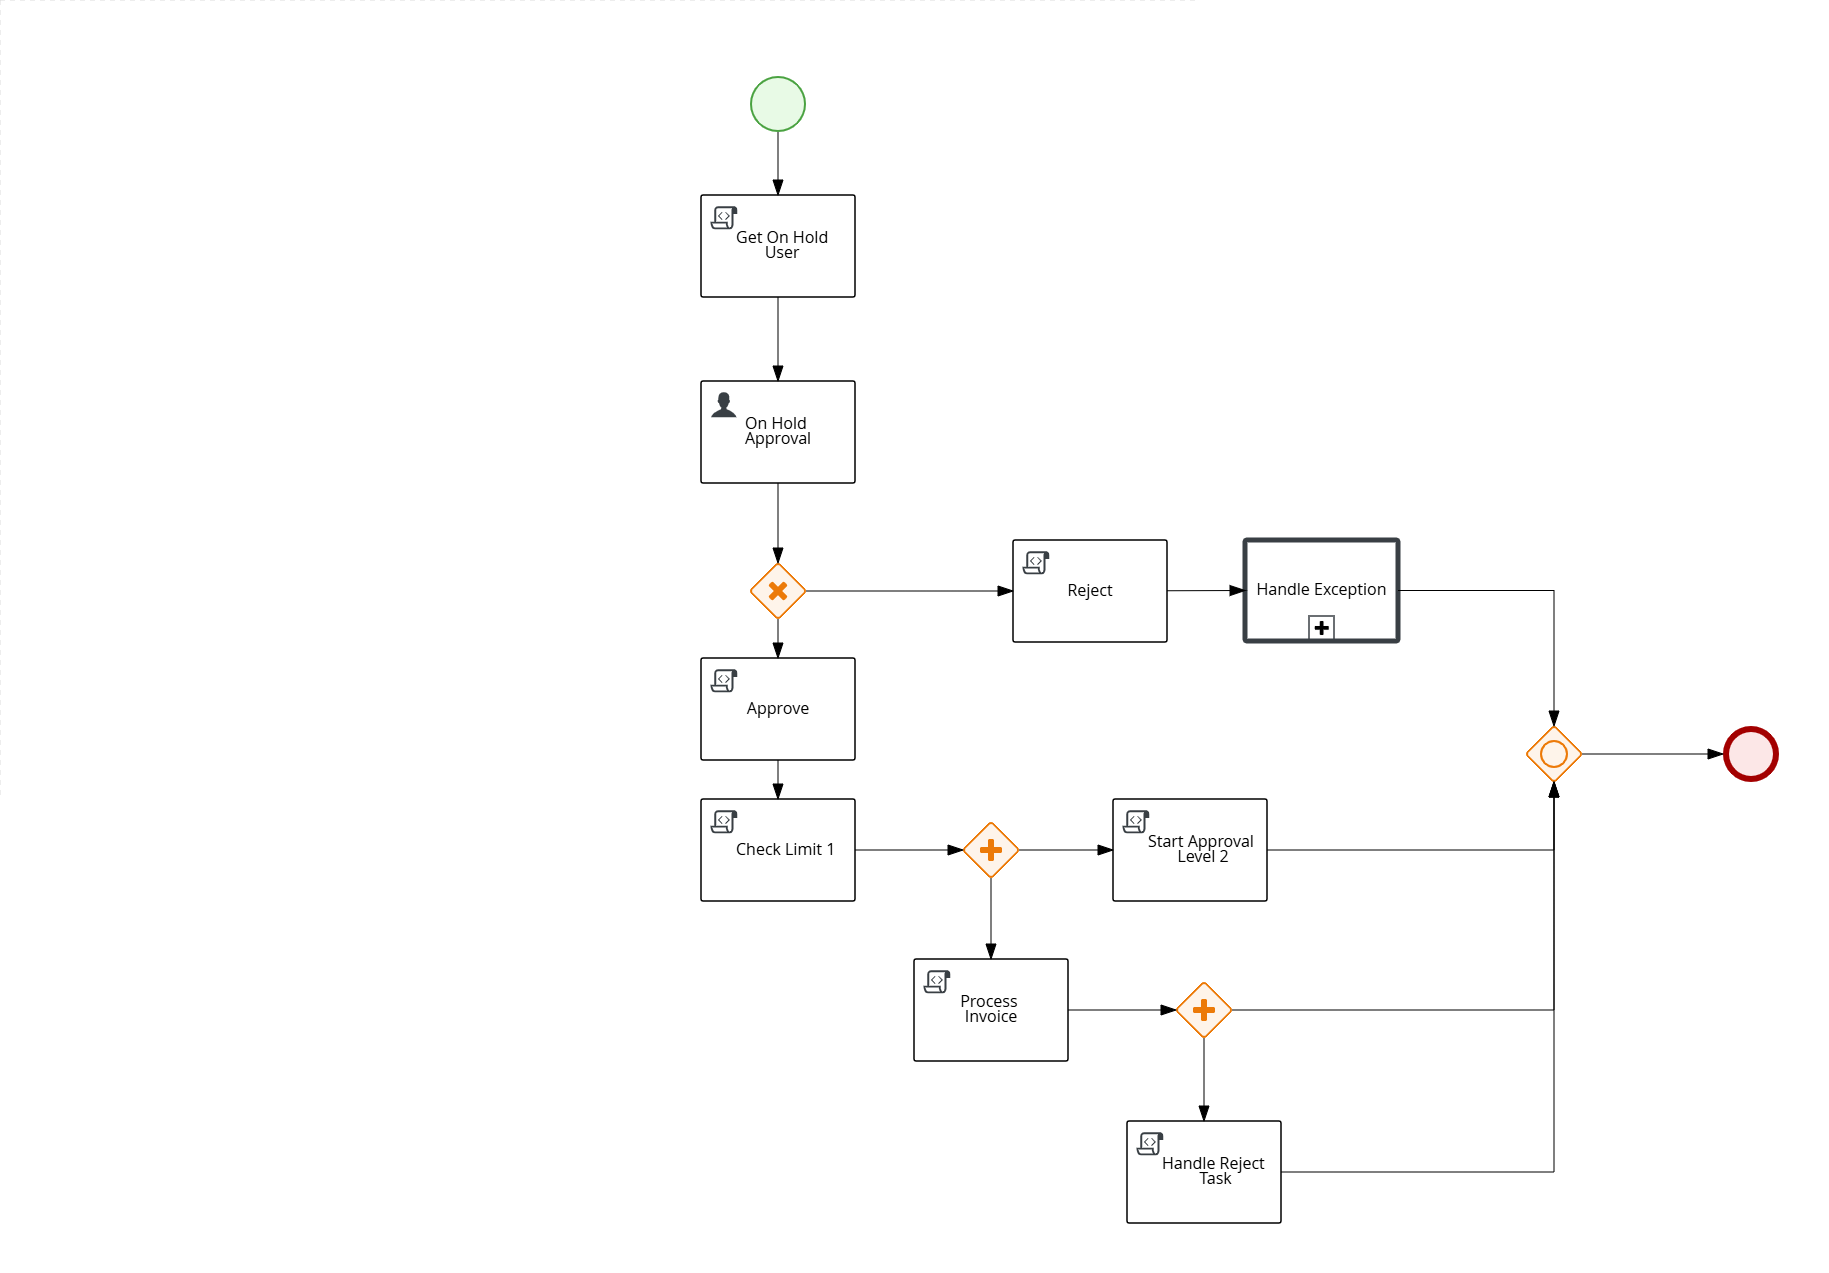 Get On Hold
User
On Hold
Approval
Reject
Handle Exception
Approve
Check Limit 1
Start Approval
Level 2
Process
Invoice
Handle Reject
Task